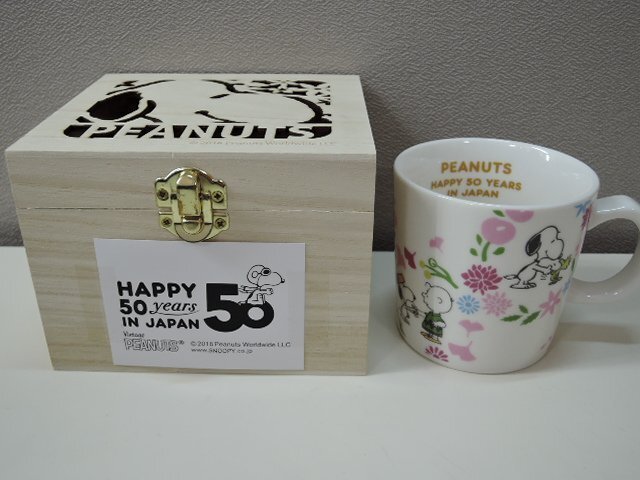 PEANUTS
©2018 Peanuts Worldwide LLC
HAPPY
50 years
IN JAPAN
50
Vintage
PEANUTS®
©2018 Peanuts Worldwide LLC
www.SNOOPY.co.jp
PEANUTS
HAPPY 50 YEARS
IN JAPAN